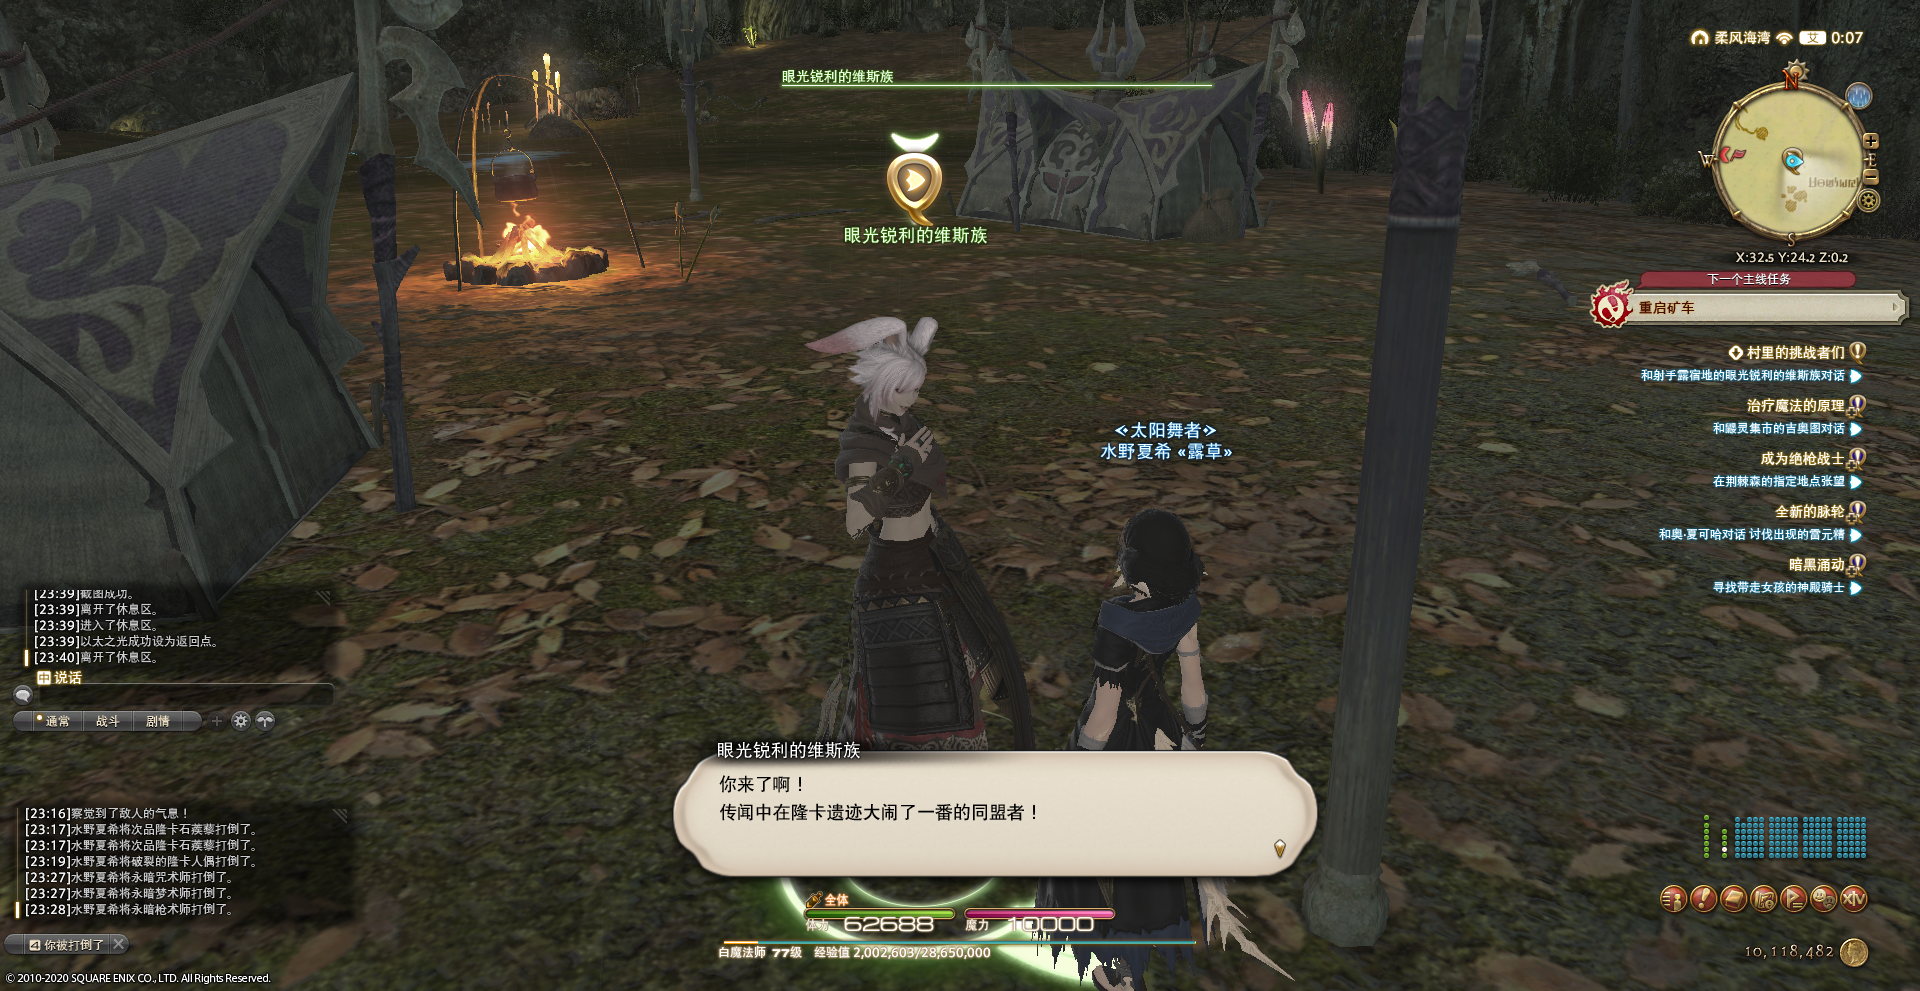 眼光锐利的维斯族
柔风海湾 艾 0:07
N
W
E
S
眼光锐利的维斯族
X:32.5 Y:24.2 Z:0.2
下一个主线任务
重启矿车
村里的挑战者们
和射手露宿地的眼光锐利的维斯族对话
治疗魔法的原理
和鼹灵集市的吉奥图对话
成为绝枪战士
在荆棘森的指定地点张望
全新的脉轮
和奥·夏可哈对话 讨伐出现的雷元精
暗黑涌动
寻找带走女孩的神殿骑士
太阳舞者
水野夏希 «露草»
[23:39]截图成功。
[23:39]离开了休息区。
[23:39]进入了休息区。
[23:39]以太之光成功设为返回点。
[23:40]离开了休息区。
说话
通常 战斗 剧情
眼光锐利的维斯族
你来了啊！
传闻中在隆卡遗迹大闹了一番的同盟者！
[23:16]察觉到了敌人的气息！
[23:17]水野夏希将次品隆卡石蒺藜打倒了。
[23:17]水野夏希将次品隆卡石蒺藜打倒了。
[23:19]水野夏希将破裂的隆卡人偶打倒了。
[23:27]水野夏希将永暗咒术师打倒了。
[23:27]水野夏希将永暗梦术师打倒了。
[23:28]水野夏希将永暗枪术师打倒了。
4 你被打倒了
全体
体力 62688 魔力 10000
白魔法师 77级 经验值 2,002,603/28,650,000
XIV
10,118,482
© 2010-2020 SQUARE ENIX CO., LTD. All Rights Reserved.